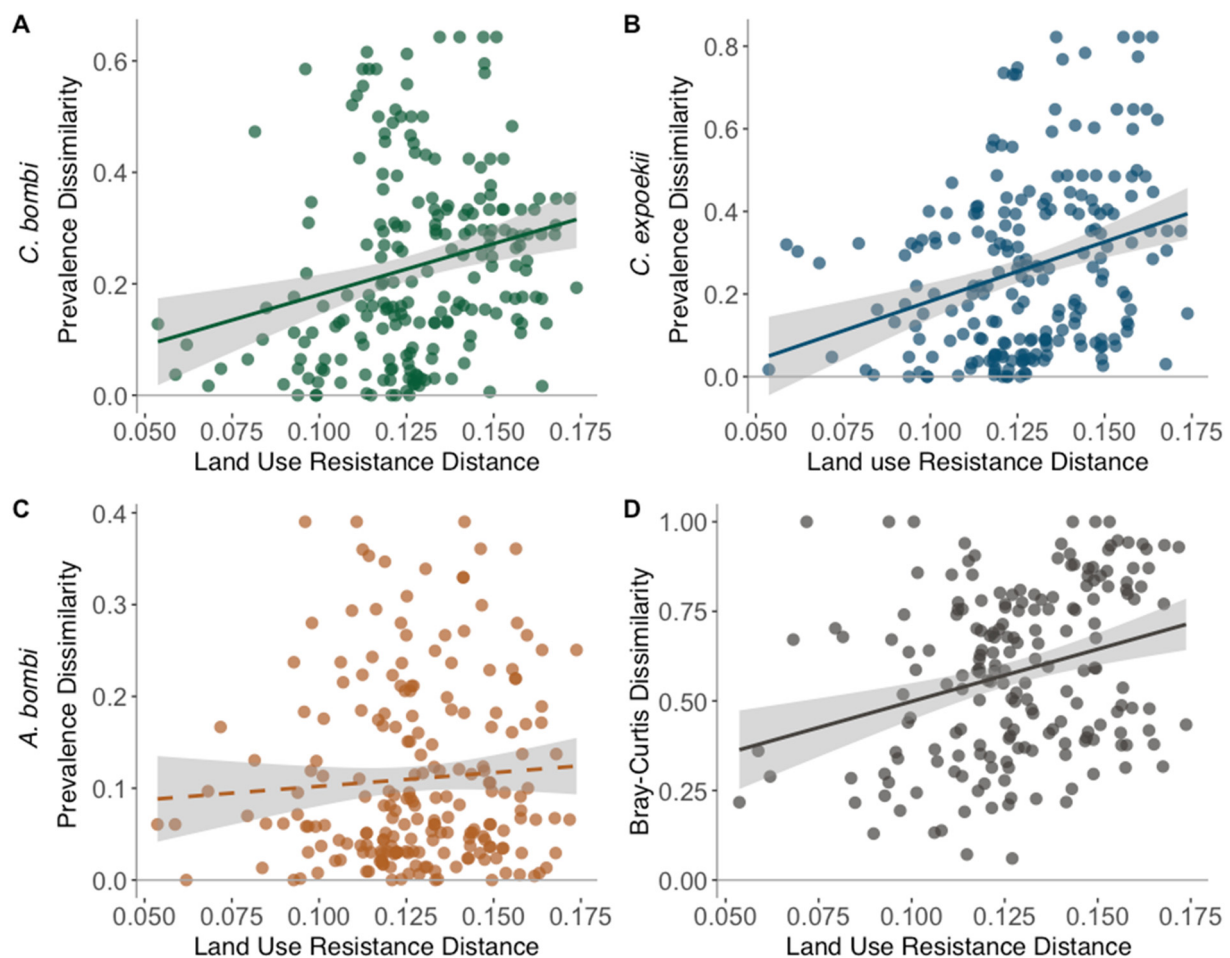 A
C. bombi
Prevalence Dissimilarity
0.6
0.4
0.2
0.0
0.050 0.075 0.100 0.125 0.150 0.175
Land Use Resistance Distance
B
C. expoekii
Prevalence Dissimilarity
0.8
0.6
0.4
0.2
0.0
0.050 0.075 0.100 0.125 0.150 0.175
Land use Resistance Distance
C
A. bombi
Prevalence Dissimilarity
0.4
0.3
0.2
0.1
0.0
0.050 0.075 0.100 0.125 0.150 0.175
Land Use Resistance Distance
D
Bray-Curtis Dissimilarity
1.00
0.75
0.50
0.25
0.00
0.050 0.075 0.100 0.125 0.150 0.175
Land Use Resistance Distance